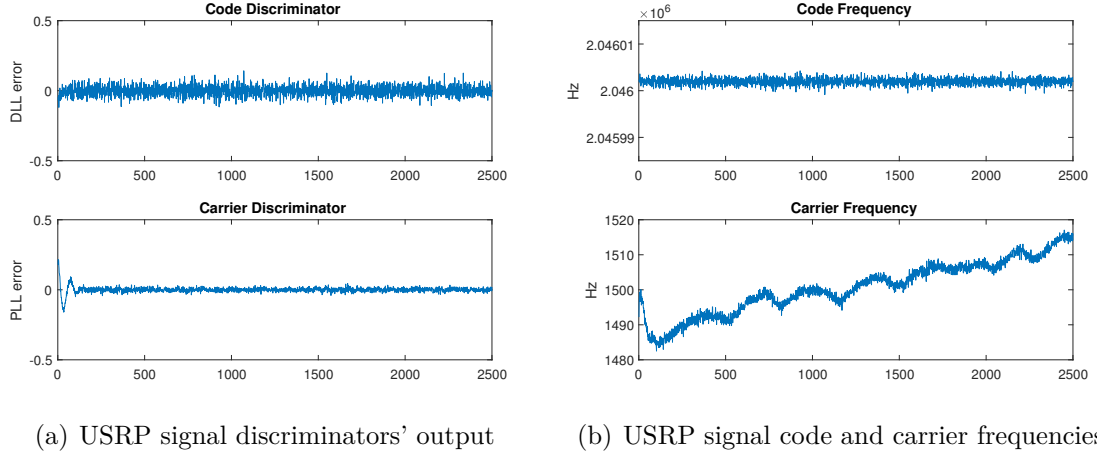 Code Discriminator
0.5
0
-0.5
DLL error
0 500 1000 1500 2000 2500
Carrier Discriminator
0.5
0
-0.5
PLL error
0 500 1000 1500 2000 2500
Code Frequency
×10⁶
2.04601
2.046
2.04599
Hz
0 500 1000 1500 2000 2500
Carrier Frequency
1520
1510
1500
1490
1480
Hz
0 500 1000 1500 2000 2500
(a) USRP signal discriminators' output
(b) USRP signal code and carrier frequencies